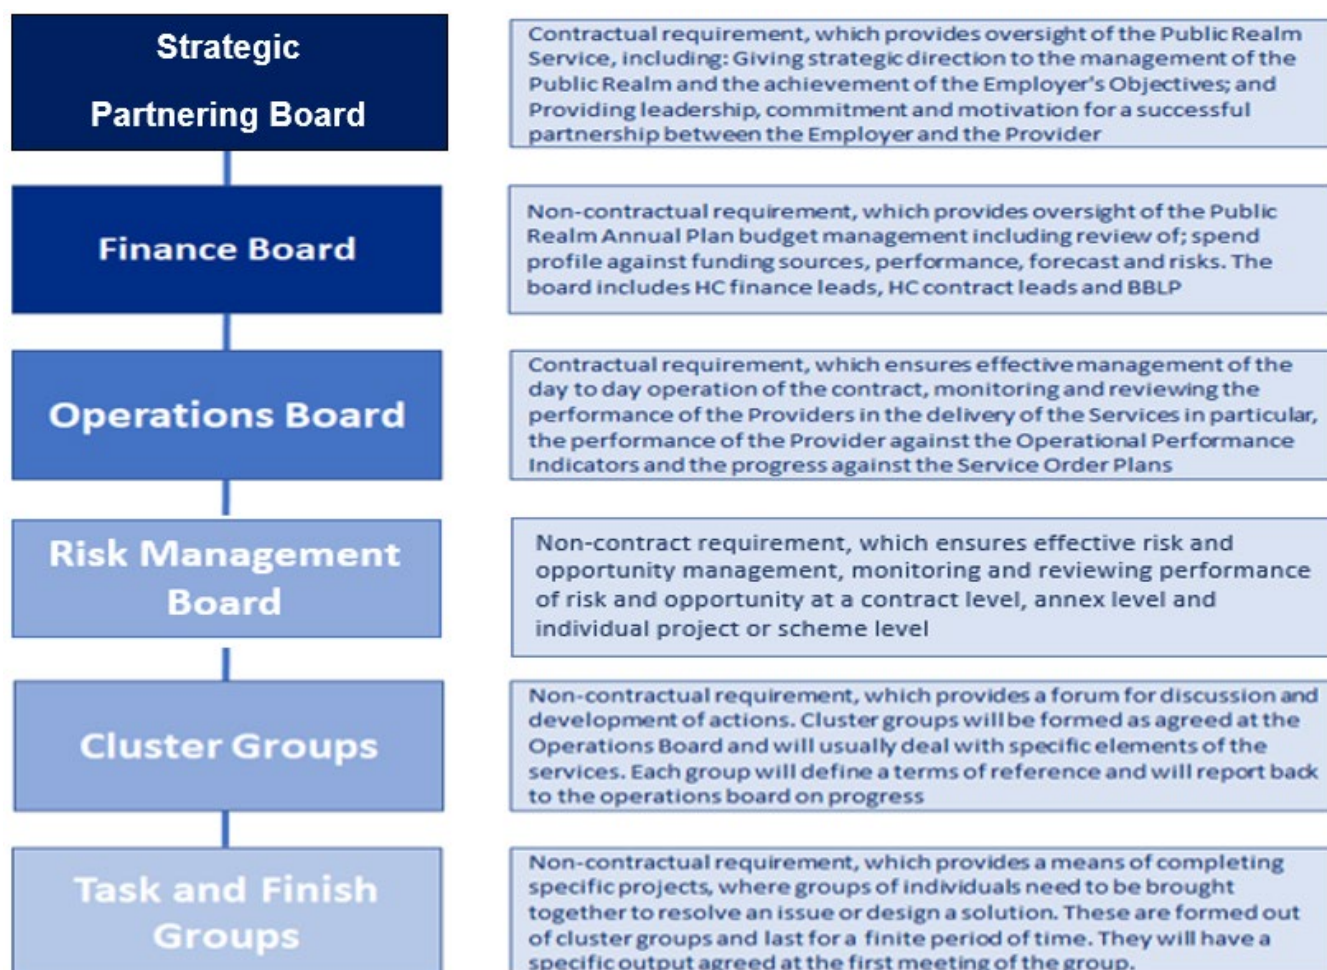 Strategic
Partnering Board
Contractual requirement, which provides oversight of the Public Realm
Service, including: Giving strategic direction to the management of the
Public Realm and the achievement of the Employer's Objectives; and
Providing leadership, commitment and motivation for a successful
partnership between the Employer and the Provider
Finance Board
Non-contractual requirement, which provides oversight of the Public
Realm Annual Plan budget management including review of; spend
profile against funding sources, performance, forecast and risks. The
board includes HC finance leads, HC contract leads and BBLP
Operations Board
Contractual requirement, which ensures effective management of the
day to day operation of the contract, monitoring and reviewing the
performance of the Providers in the delivery of the Services in particular,
the performance of the Provider against the Operational Performance
Indicators and the progress against the Service Order Plans
Risk Management
Board
Non-contract requirement, which ensures effective risk and
opportunity management, monitoring and reviewing performance
of risk and opportunity at a contract level, annex level and
individual project or scheme level
Cluster Groups
Non-contractual requirement, which provides a forum for discussion and
development of actions. Cluster groups will be formed as agreed at the
Operations Board and will usually deal with specific elements of the
services. Each group will define a terms of reference and will report back
to the operations board on progress
Task and Finish
Groups
Non-contractual requirement, which provides a means of completing
specific projects, where groups of individuals need to be brought
together to resolve an issue or design a solution. These are formed out
of cluster groups and last for a finite period of time. They will have a
specific output agreed at the first meeting of the group.